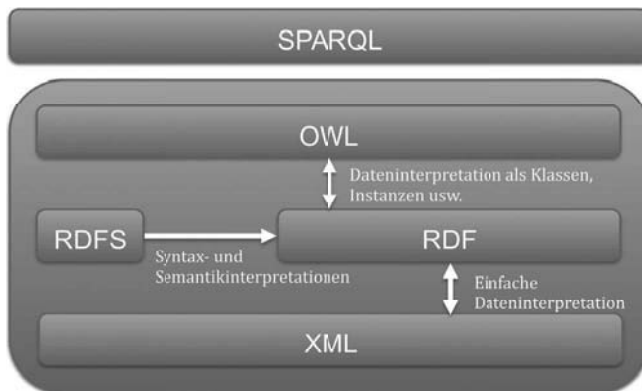 SPARQL
OWL
Dateninterpretation als Klassen,
Instanzen usw.
RDFS
RDF
Syntax- und
Semantikinterpretationen
Einfache
Dateninterpretation
XML